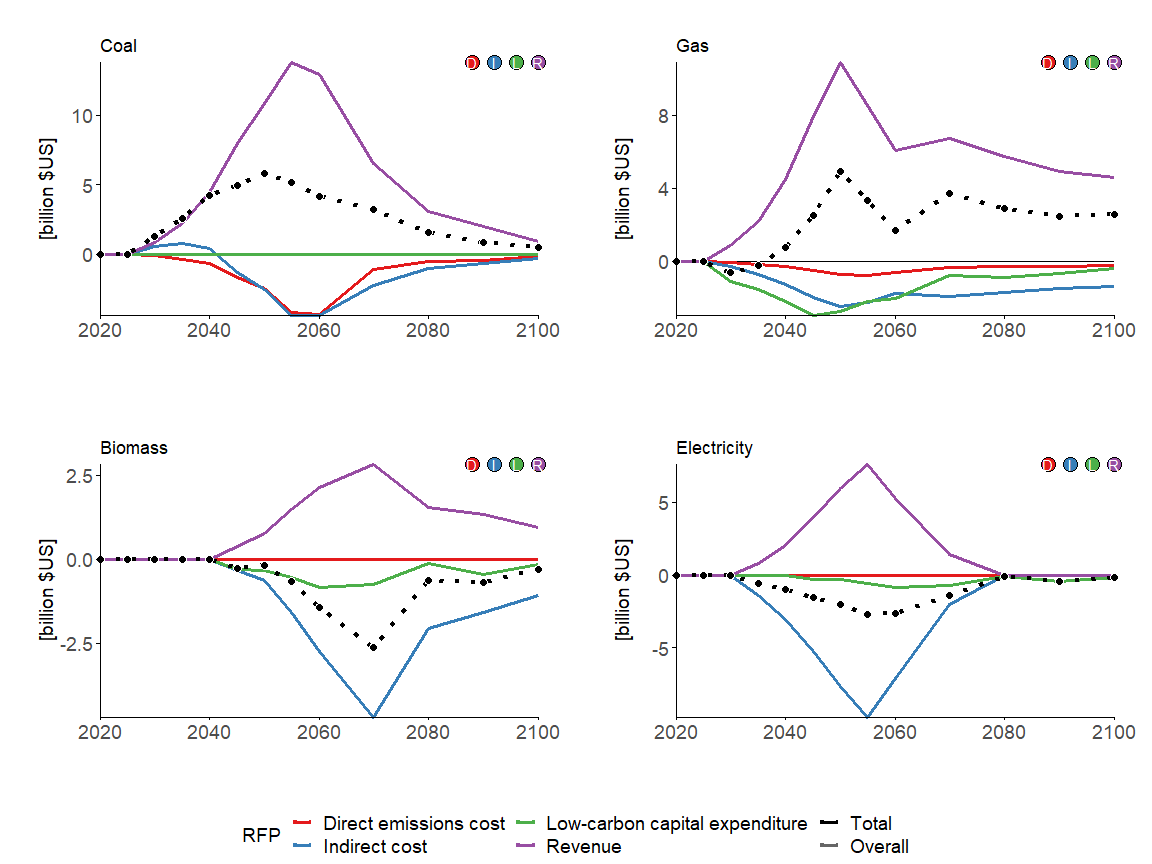 Coal
D I L R
[billion $US]
10
5
0
2020 2040 2060 2080 2100
Gas
D I L R
[billion $US]
8
4
0
2020 2040 2060 2080 2100
Biomass
D I L R
[billion $US]
2.5
0.0
-2.5
2020 2040 2060 2080 2100
Electricity
D I L R
[billion $US]
5
0
-5
2020 2040 2060 2080 2100
RFP
Direct emissions cost Low-carbon capital expenditure Total
Indirect cost Revenue Overall